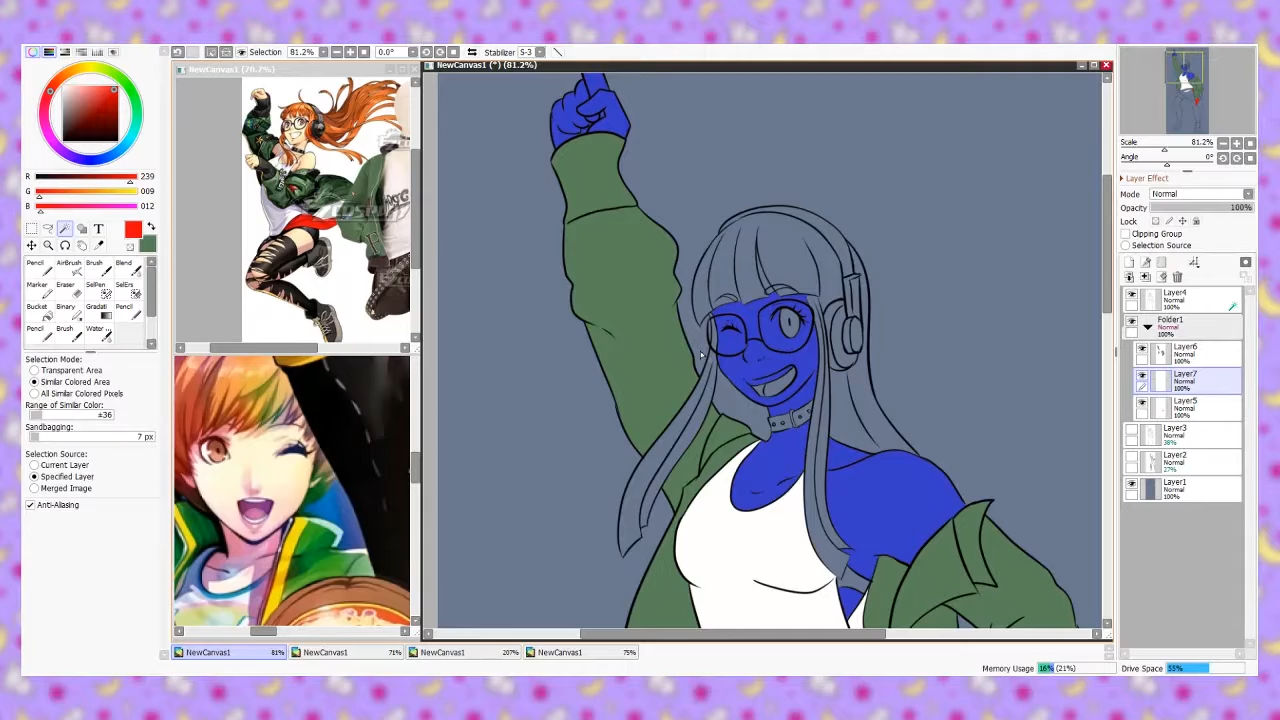 Selection 81.2% 0.0° Stabilizer S-3
NewCanvas1 (70.7%)
NewCanvas1 (*) (81.2%)
R 239
G 009
B 012
T
Pencil AirBrush Brush Blend
Marker Eraser SelPen SelErs
Bucket Binary Gradati Pencil
Pencil Brush Water ...
Selection Mode:
Transparent Area
Similar Colored Area
All Similar Colored Pixels
Range of Similar Color:
±36
Sandbagging:
7 px
Selection Source:
Current Layer
Specified Layer
Merged Image
Anti-Aliasing
Scale 81.2%
Angle 0°
Layer Effect
Mode Normal
Opacity 100%
Lock
Clipping Group
Selection Source
Layer4
Normal
100%
Folder1
Normal
100%
Layer6
Normal
100%
Layer7
Normal
100%
Layer5
Normal
100%
Layer3
Normal
38%
Layer2
Normal
27%
Layer1
Normal
100%
NewCanvas1 81%
NewCanvas1 71%
NewCanvas1 207%
NewCanvas1 75%
Memory Usage 16% (21%)
Drive Space 55%